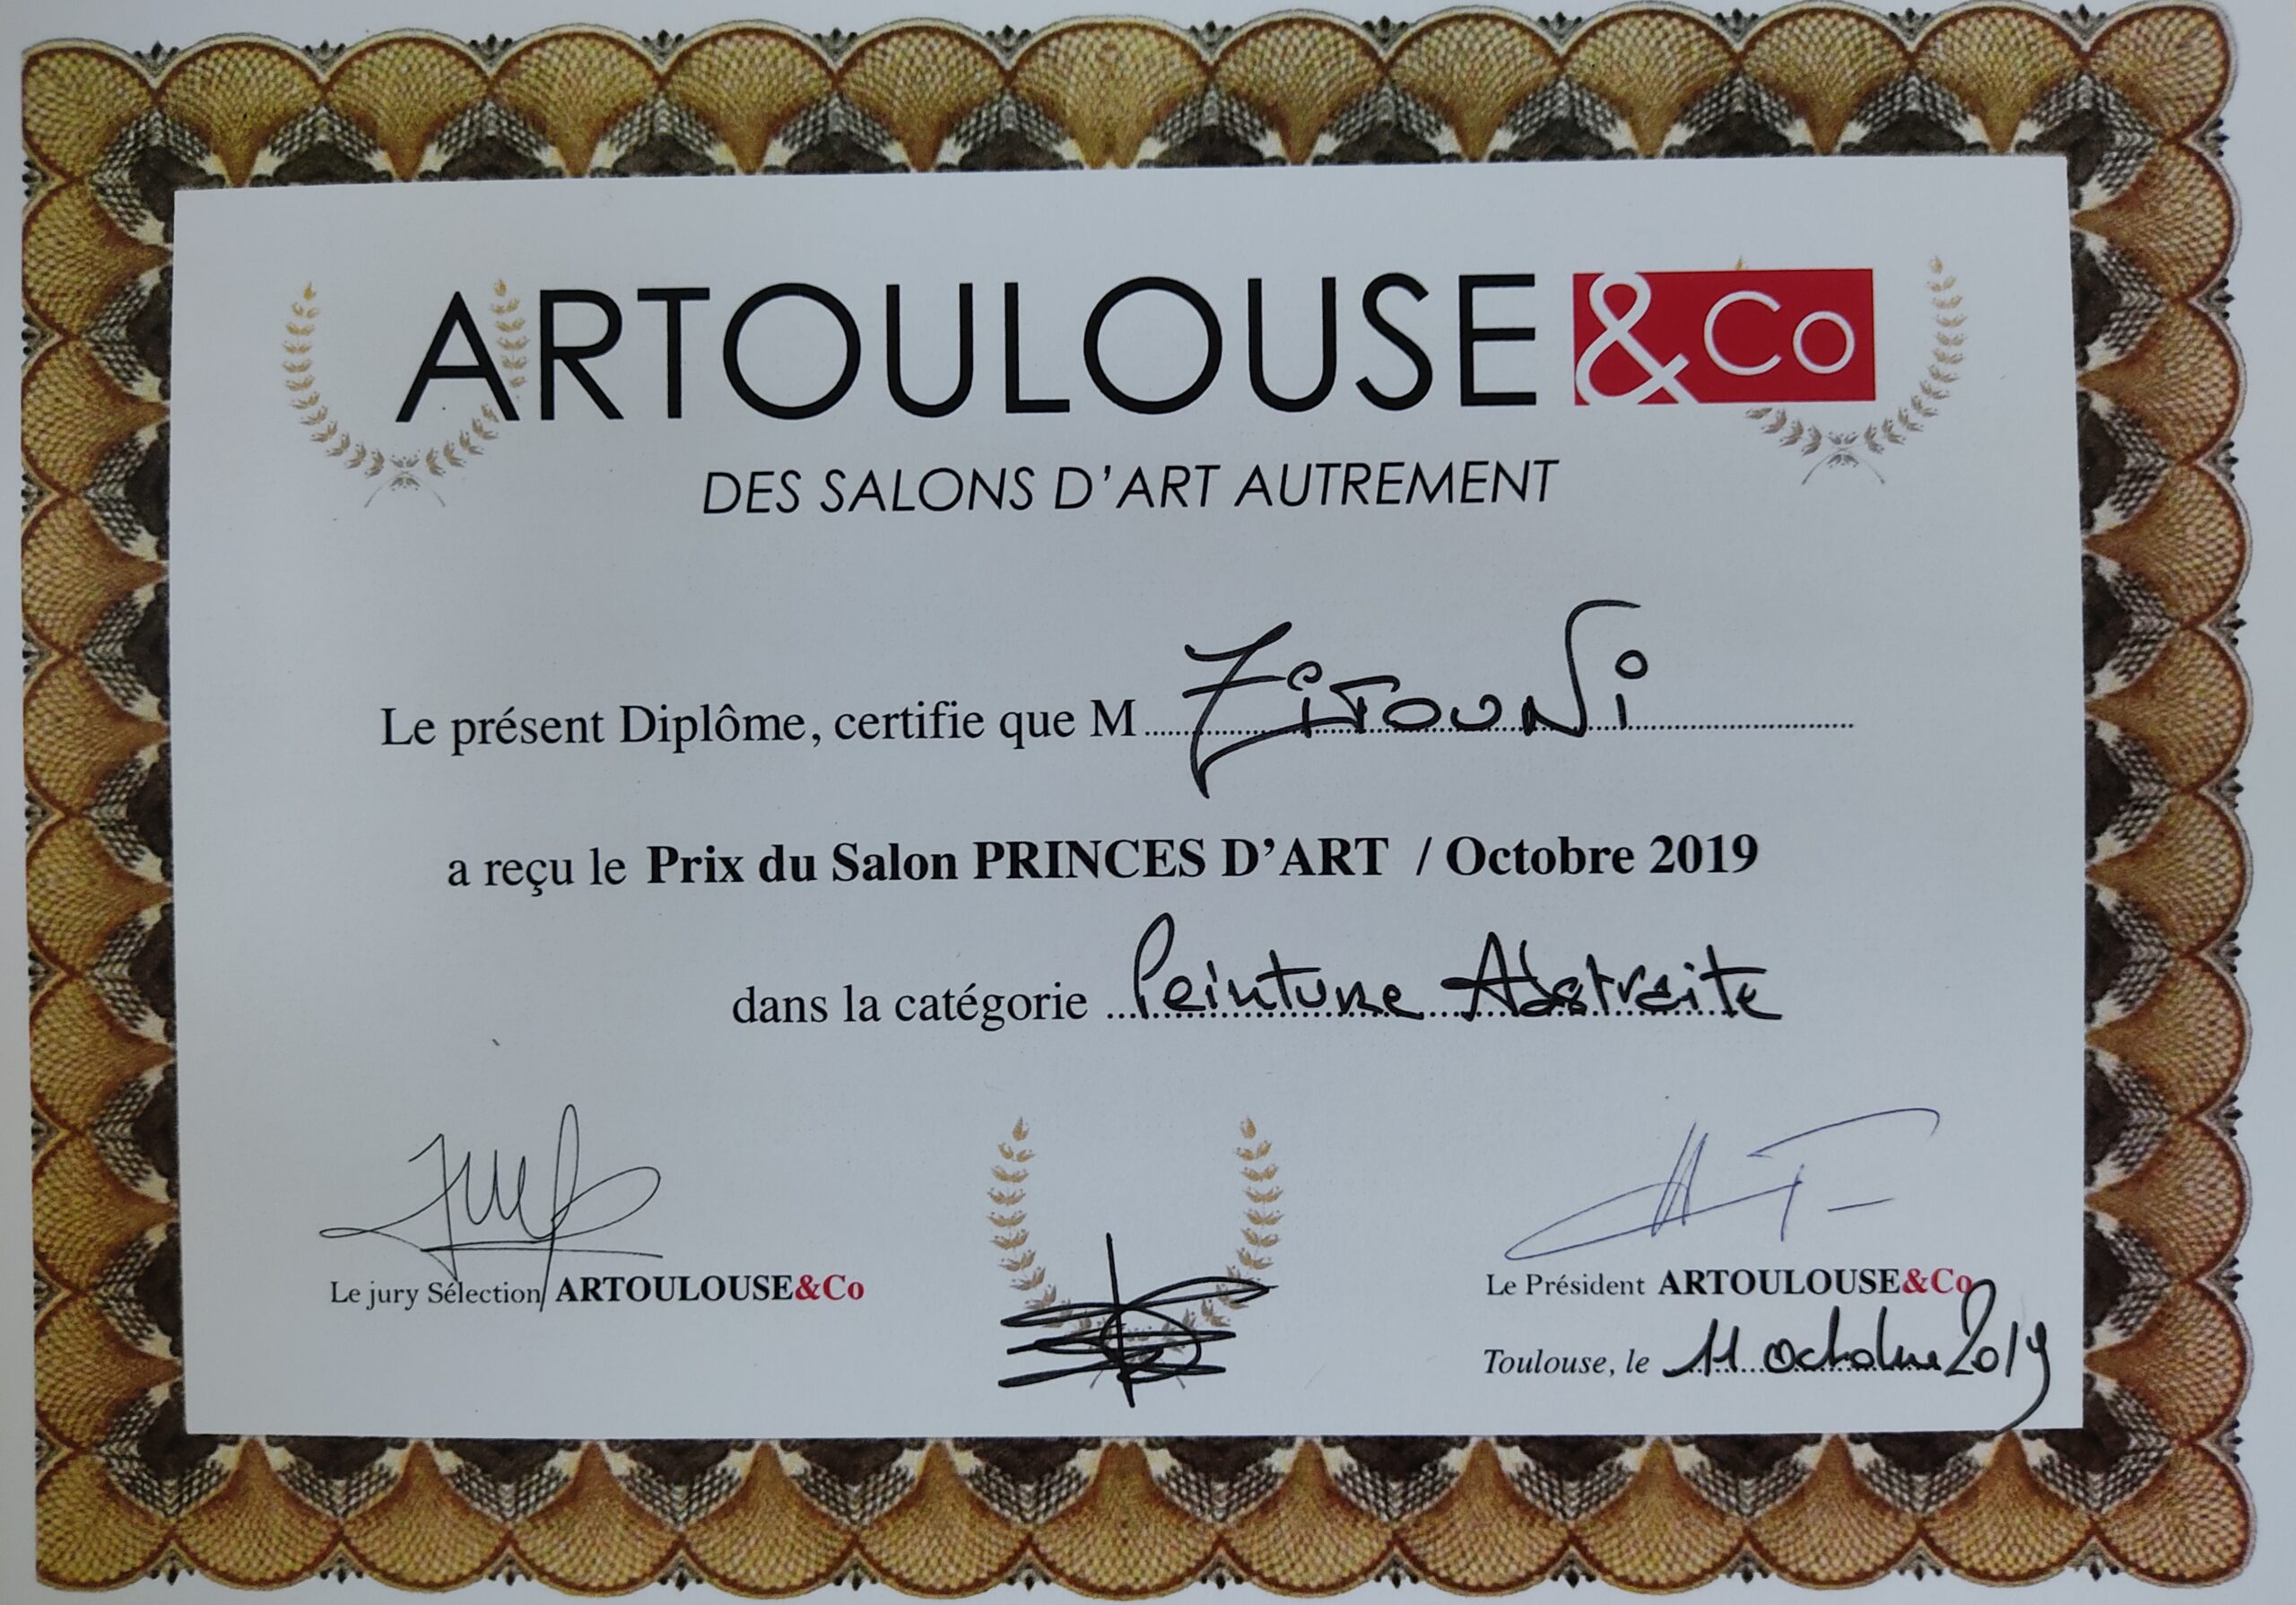 ARTOULOUSE &Co
DES SALONS D'ART AUTREMENT
Le présent Diplôme, certifie que M ZITOUNI
a reçu le Prix du Salon PRINCES D'ART / Octobre 2019
dans la catégorie Peinture Abstraite
Le jury Sélection ARTOULOUSE&Co
Le Président ARTOULOUSE&Co
Toulouse, le 11 octobre 2019